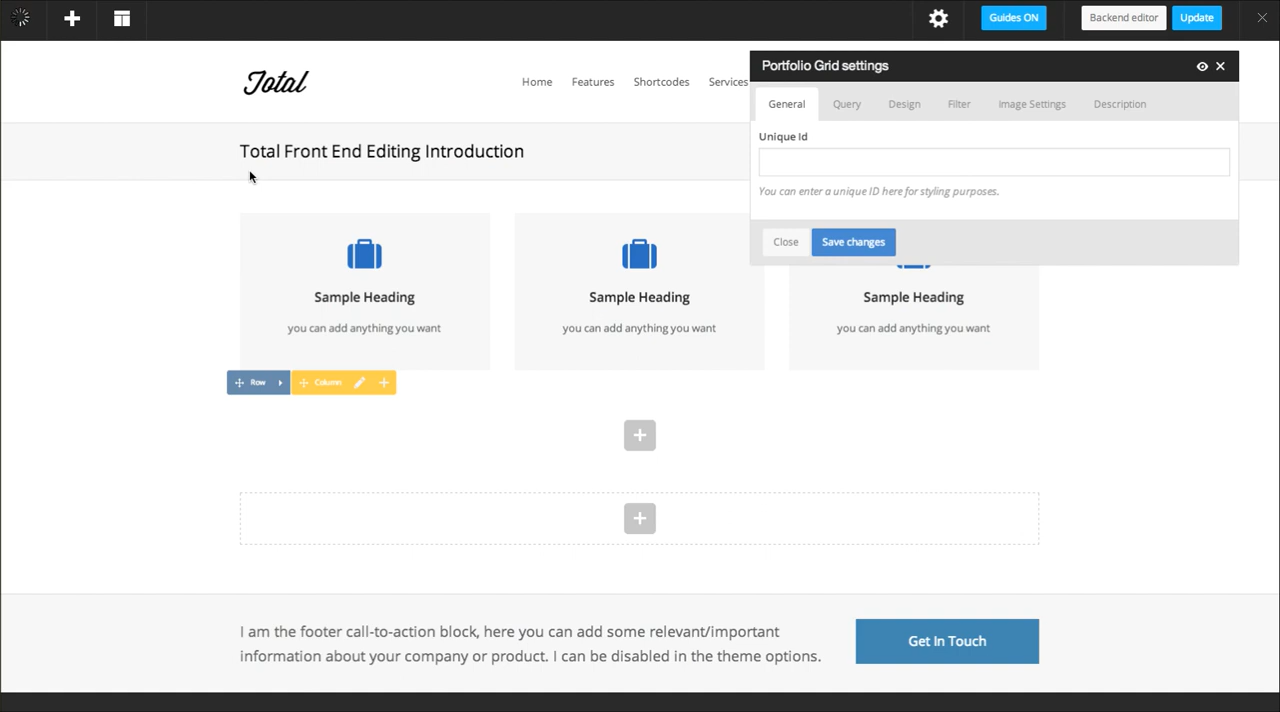 Guides ON
Backend editor
Update
Total
Home
Features
Shortcodes
Services
Portfolio Grid settings
General
Query
Design
Filter
Image Settings
Description
Unique Id
You can enter a unique ID here for styling purposes.
Close
Save changes
Total Front End Editing Introduction
Sample Heading
you can add anything you want
Sample Heading
you can add anything you want
Sample Heading
you can add anything you want
Row
Column
I am the footer call-to-action block, here you can add some relevant/important
information about your company or product. I can be disabled in the theme options.
Get In Touch